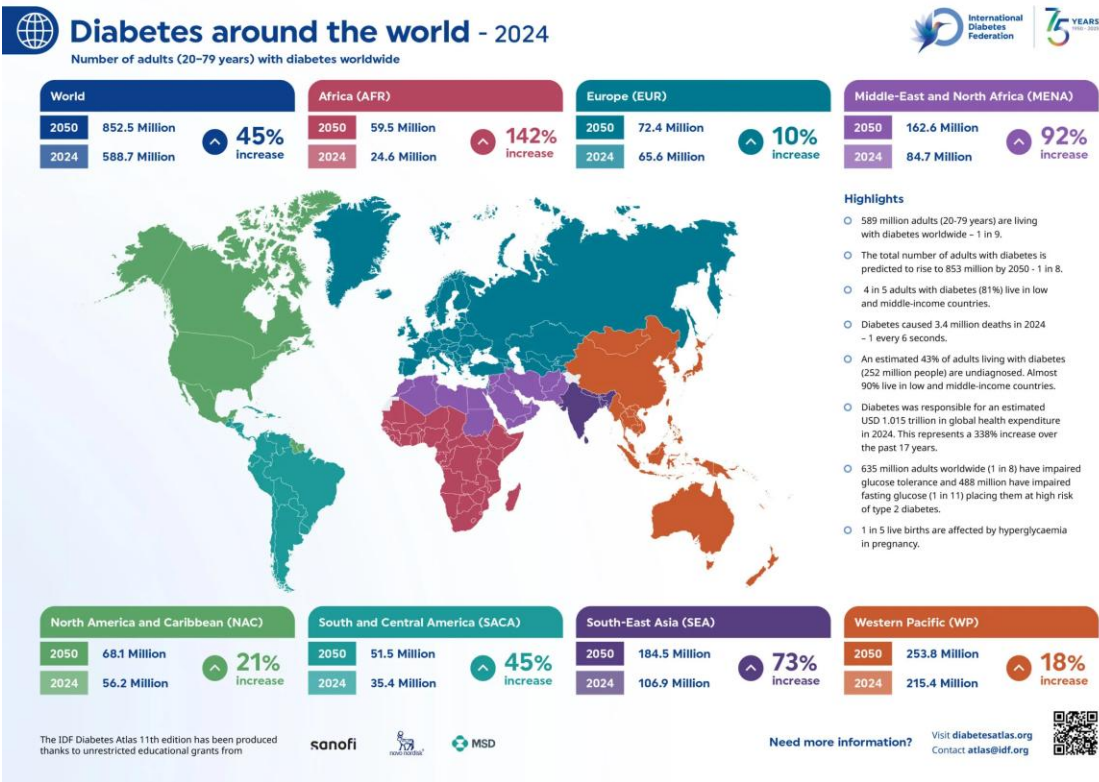 Diabetes around the world - 2024
Number of adults (20–79 years) with diabetes worldwide
International
Diabetes
Federation
75 YEARS
World
2050 852.5 Million
2024 588.7 Million
45%
increase
Africa (AFR)
2050 59.5 Million
2024 24.6 Million
142%
increase
Europe (EUR)
2050 72.4 Million
2024 65.6 Million
10%
increase
Middle-East and North Africa (MENA)
2050 162.6 Million
2024 84.7 Million
92%
increase
Highlights
589 million adults (20-79 years) are living
with diabetes worldwide – 1 in 9.
The total number of adults with diabetes is
predicted to rise to 853 million by 2050 - 1 in 8.
4 in 5 adults with diabetes (81%) live in low
and middle-income countries.
Diabetes caused 3.4 million deaths in 2024
– 1 every 6 seconds.
An estimated 43% of adults living with diabetes
(252 million people) are undiagnosed. Almost
90% live in low and middle-income countries.
Diabetes was responsible for an estimated
USD 1.015 trillion in global health expenditure
in 2024. This represents a 338% increase over
the past 17 years.
635 million adults worldwide (1 in 8) have impaired
glucose tolerance and 488 million have impaired
fasting glucose (1 in 11) placing them at high risk
of type 2 diabetes.
1 in 5 live births are affected by hyperglycaemia
in pregnancy.
North America and Caribbean (NAC)
2050 68.1 Million
2024 56.2 Million
21%
increase
South and Central America (SACA)
2050 51.5 Million
2024 35.4 Million
45%
increase
South-East Asia (SEA)
2050 184.5 Million
2024 106.9 Million
73%
increase
Western Pacific (WP)
2050 253.8 Million
2024 215.4 Million
18%
increase
The IDF Diabetes Atlas 11th edition has been produced
thanks to unrestricted educational grants from
sanofi
novo nordisk
MSD
Need more information?
Visit diabetesatlas.org
Contact atlas@idf.org